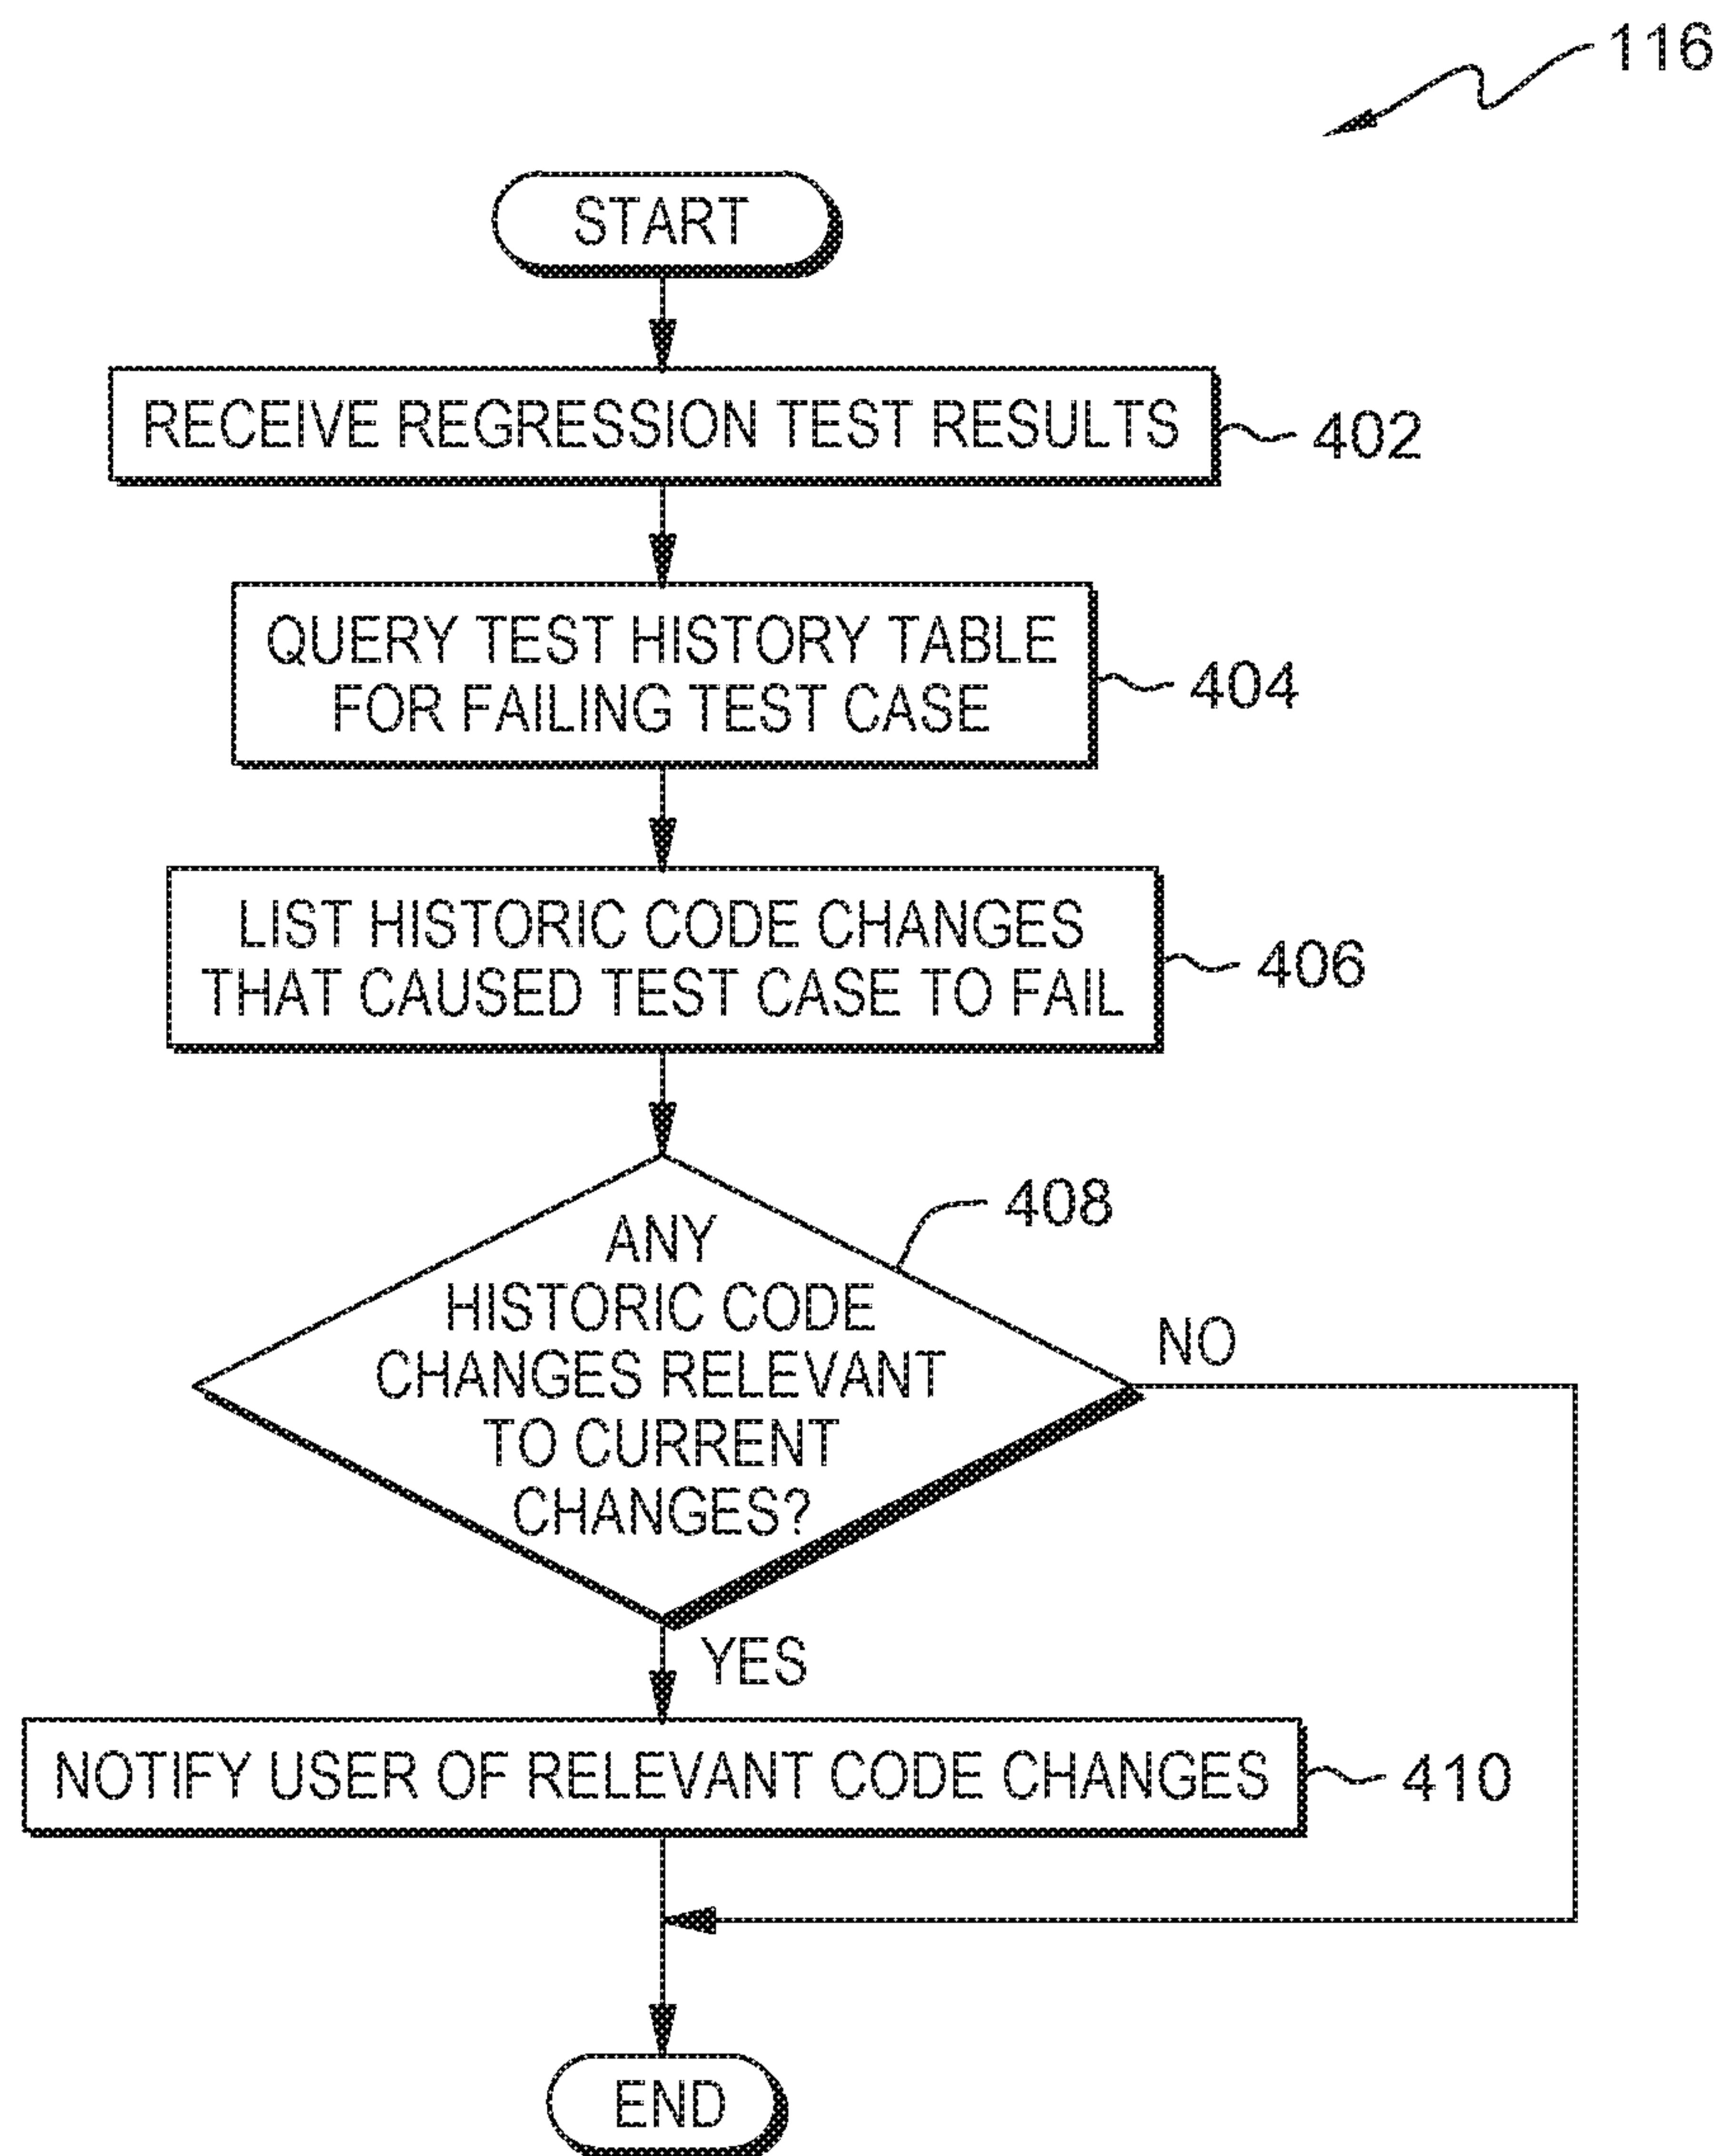 116
START
RECEIVE REGRESSION TEST RESULTS
402
QUERY TEST HISTORY TABLE
FOR FAILING TEST CASE
404
LIST HISTORIC CODE CHANGES
THAT CAUSED TEST CASE TO FAIL
406
408
ANY
HISTORIC CODE
CHANGES RELEVANT
TO CURRENT
CHANGES?
NO
YES
NOTIFY USER OF RELEVANT CODE CHANGES
410
END